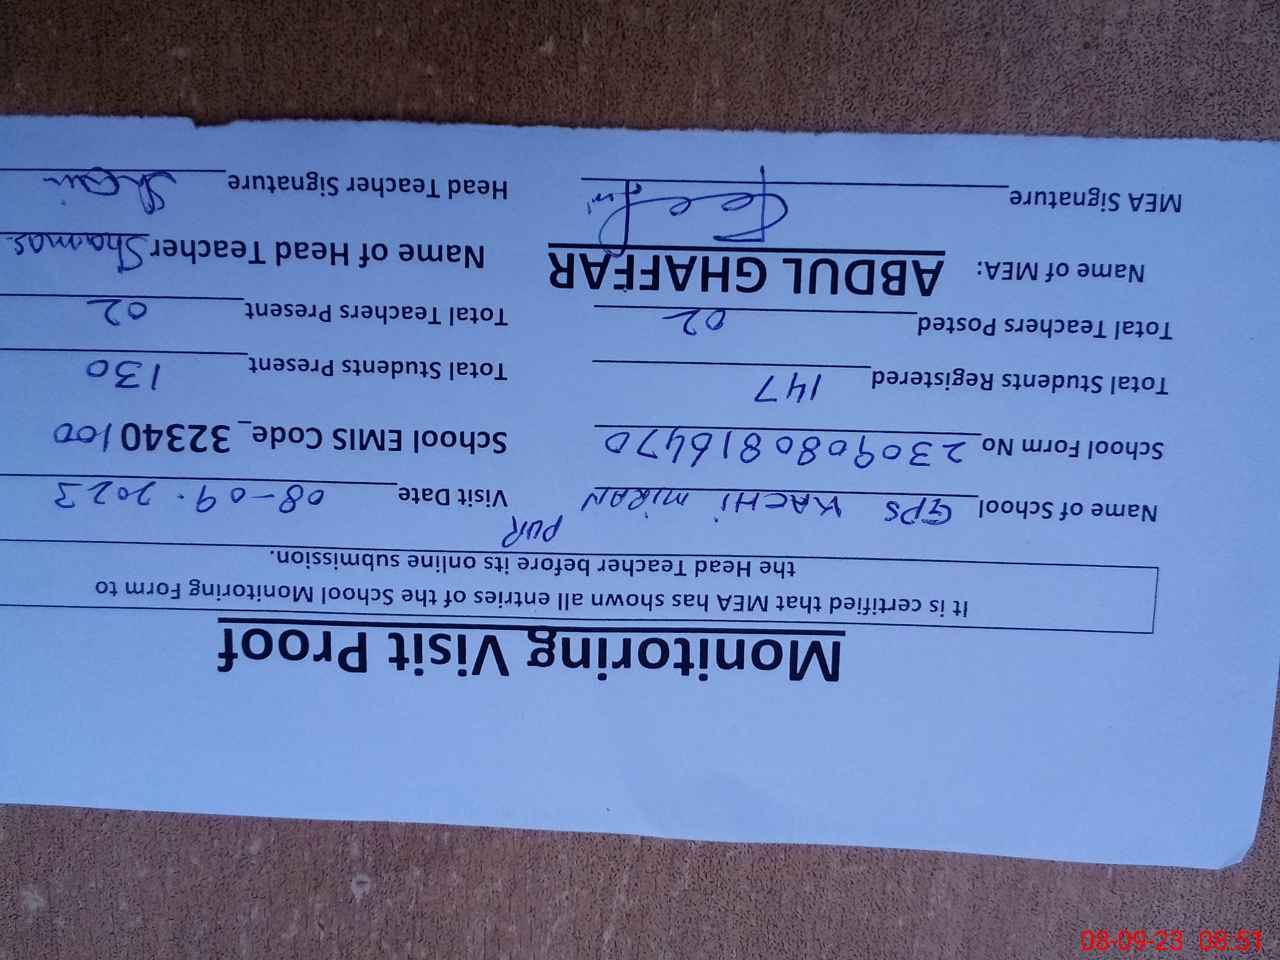 Monitoring Visit Proof
It is certified that MEA has shown all entries of the School Monitoring Form to
the Head Teacher before its online submission.
Name of School GPS KACHI MIRAN PUR Visit Date 08-09.2023
School Form No 2309080816470 School EMIS Code_ 32340100
Total Students Registered 147 Total Students Present 130
Total Teachers Posted 02 Total Teachers Present 02
Name of MEA: ABDUL GHAFFAR Name of Head Teacher Shamas
MEA Signature Head Teacher Signature
08-09-23 08:51